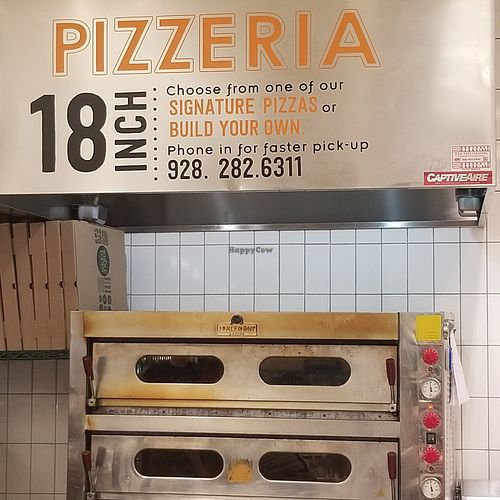 PIZZERIA
18 INCH
Choose from one of our
SIGNATURE PIZZAS or
BUILD YOUR OWN.
Phone in for faster pick-up
928. 282.6311
CAPTIVEAIRE
HappyCow